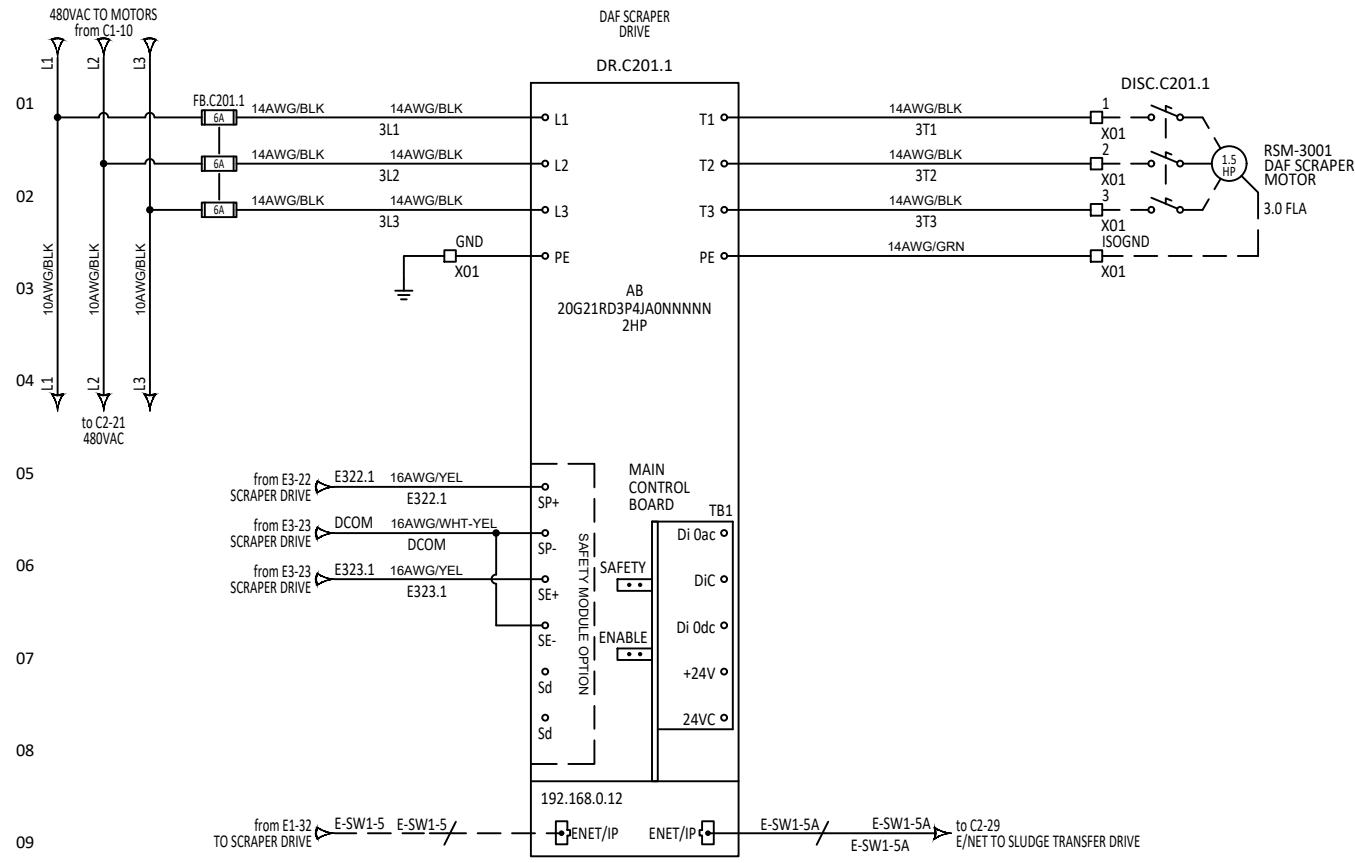 480VAC TO MOTORS
from C1-10
DAF SCRAPER
DRIVE
DR.C201.1
DISC.C201.1
L1
L2
L3
01
FB.C201.1
6A
14AWG/BLK
14AWG/BLK
3L1
L1
T1
14AWG/BLK
3T1
1
X01
6A
14AWG/BLK
14AWG/BLK
3L2
L2
T2
14AWG/BLK
3T2
2
X01
1.5
HP
RSM-3001
DAF SCRAPER
MOTOR
02
6A
14AWG/BLK
14AWG/BLK
3L3
L3
T3
14AWG/BLK
3T3
3
X01
3.0 FLA
GND
X01
PE
PE
14AWG/GRN
ISOGND
X01
03
10AWG/BLK
10AWG/BLK
10AWG/BLK
AB
20G21RD3P4JA0NNNNN
2HP
04
L1
L2
L3
to C2-21
480VAC
05
from E3-22
SCRAPER DRIVE
E322.1
16AWG/YEL
E322.1
SP+
MAIN
CONTROL
BOARD
TB1
from E3-23
SCRAPER DRIVE
DCOM
16AWG/WHT-YEL
DCOM
SP-
Di 0ac
06
from E3-23
SCRAPER DRIVE
E323.1
16AWG/YEL
E323.1
SE+
SAFETY MODULE OPTION
SAFETY
DiC
SE-
ENABLE
Di 0dc
07
Sd
+24V
Sd
24VC
08
192.168.0.12
09
from E1-32
TO SCRAPER DRIVE
E-SW1-5
E-SW1-5
ENET/IP
ENET/IP
E-SW1-5A
E-SW1-5A
E-SW1-5A
to C2-29
E/NET TO SLUDGE TRANSFER DRIVE